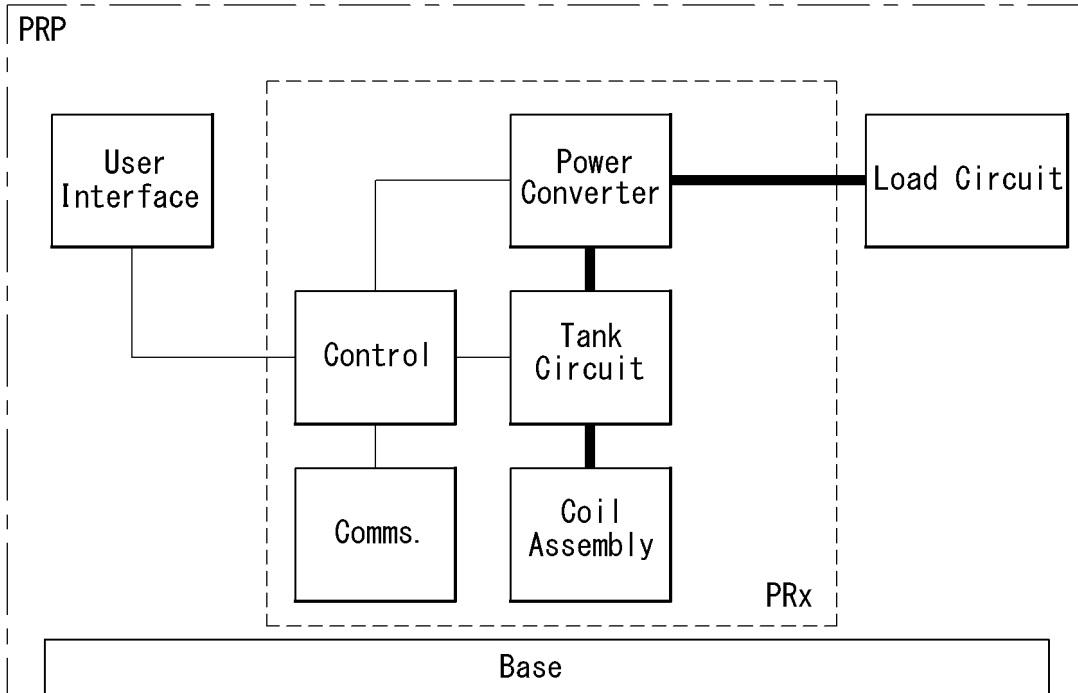 PRP
User
Interface
Power
Converter
Load Circuit
Control
Tank
Circuit
Comms.
Coil
Assembly
PRx
Base